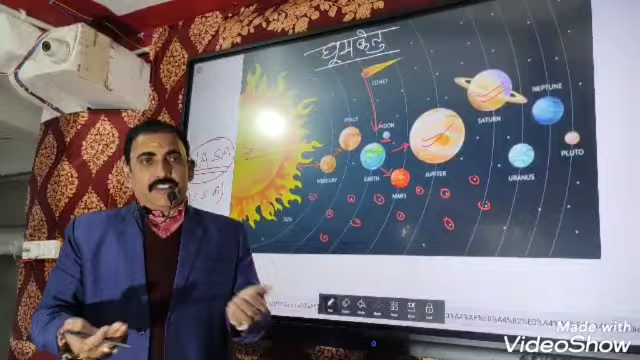 धूमकेतु
COMET
VENUS
MOON
MERCURY
EARTH
MARS
JUPITER
SATURN
NEPTUNE
URANUS
PLUTO
SUN
Made with
VideoShow